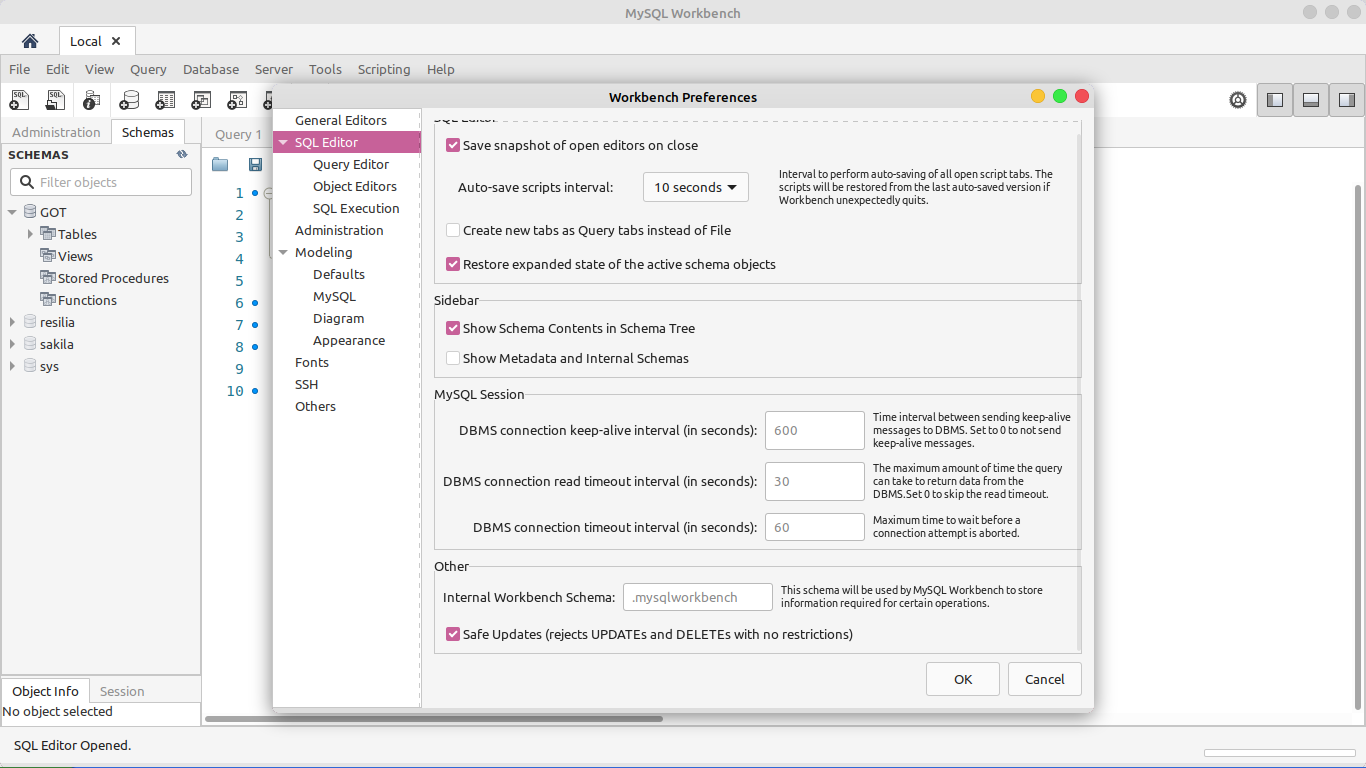 MySQL Workbench
Local
File Edit View Query Database Server Tools Scripting Help
Administration Schemas
SCHEMAS
Filter objects
GOT
Tables
Views
Stored Procedures
Functions
resilia
sakila
sys
Object Info Session
No object selected
SQL Editor Opened.
Query 1
1
2
3
4
5
6
7
8
9
10
Workbench Preferences
General Editors
SQL Editor
Query Editor
Object Editors
SQL Execution
Administration
Modeling
Defaults
MySQL
Diagram
Appearance
Fonts
SSH
Others
SQL Editor
Save snapshot of open editors on close
Auto-save scripts interval:
10 seconds
Interval to perform auto-saving of all open script tabs. The
scripts will be restored from the last auto-saved version if
Workbench unexpectedly quits.
Create new tabs as Query tabs instead of File
Restore expanded state of the active schema objects
Sidebar
Show Schema Contents in Schema Tree
Show Metadata and Internal Schemas
MySQL Session
DBMS connection keep-alive interval (in seconds):
600
Time interval between sending keep-alive
messages to DBMS. Set to 0 to not send
keep-alive messages.
DBMS connection read timeout interval (in seconds):
30
The maximum amount of time the query
can take to return data from the
DBMS.Set 0 to skip the read timeout.
DBMS connection timeout interval (in seconds):
60
Maximum time to wait before a
connection attempt is aborted.
Other
Internal Workbench Schema:
.mysqlworkbench
This schema will be used by MySQL Workbench to store
information required for certain operations.
Safe Updates (rejects UPDATEs and DELETEs with no restrictions)
OK
Cancel